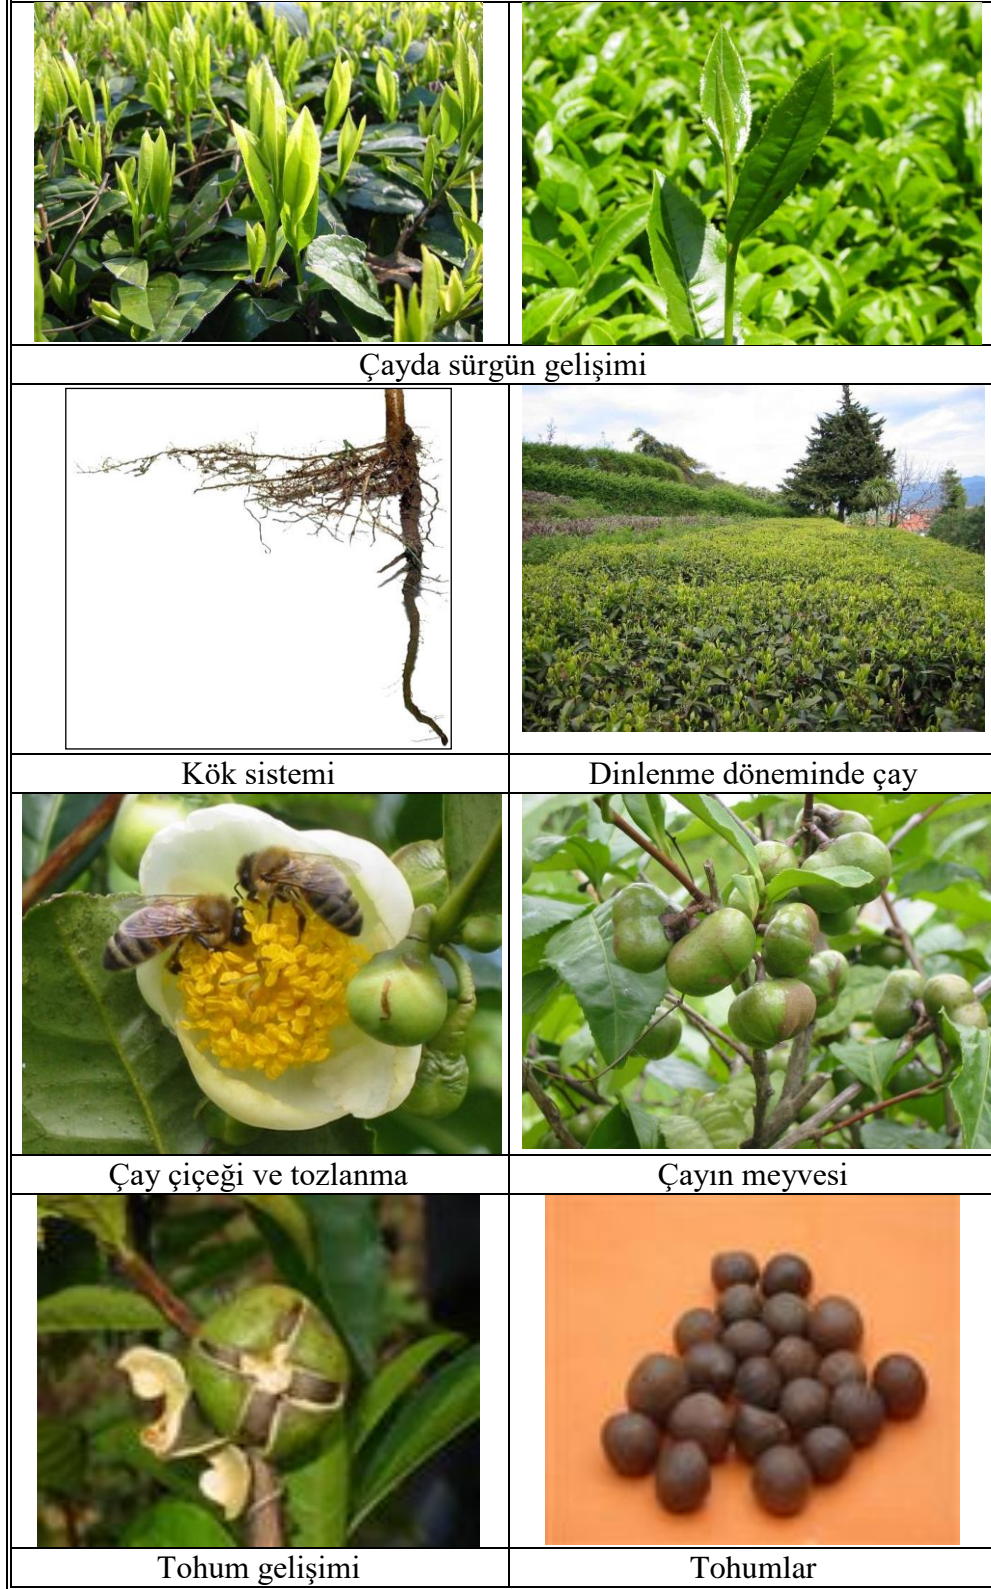 Çayda sürgün gelişimi
Kök sistemi
Dinlenme döneminde çay
Çay çiçeği ve tozlanma
Çayın meyvesi
Tohum gelişimi
Tohumlar